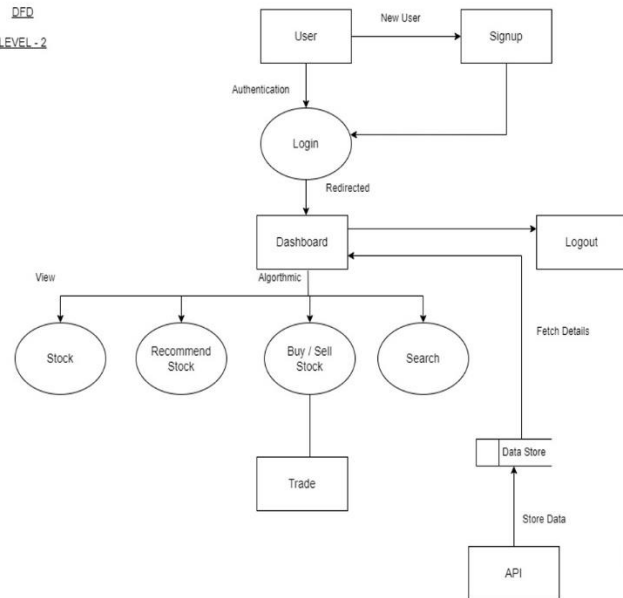 DFD
LEVEL - 2
User
New User
Signup
Authentication
Login
Redirected
Dashboard
Logout
View
Algorthmic
Fetch Details
Stock
Recommend
Stock
Buy / Sell
Stock
Search
Data Store
Trade
Store Data
API